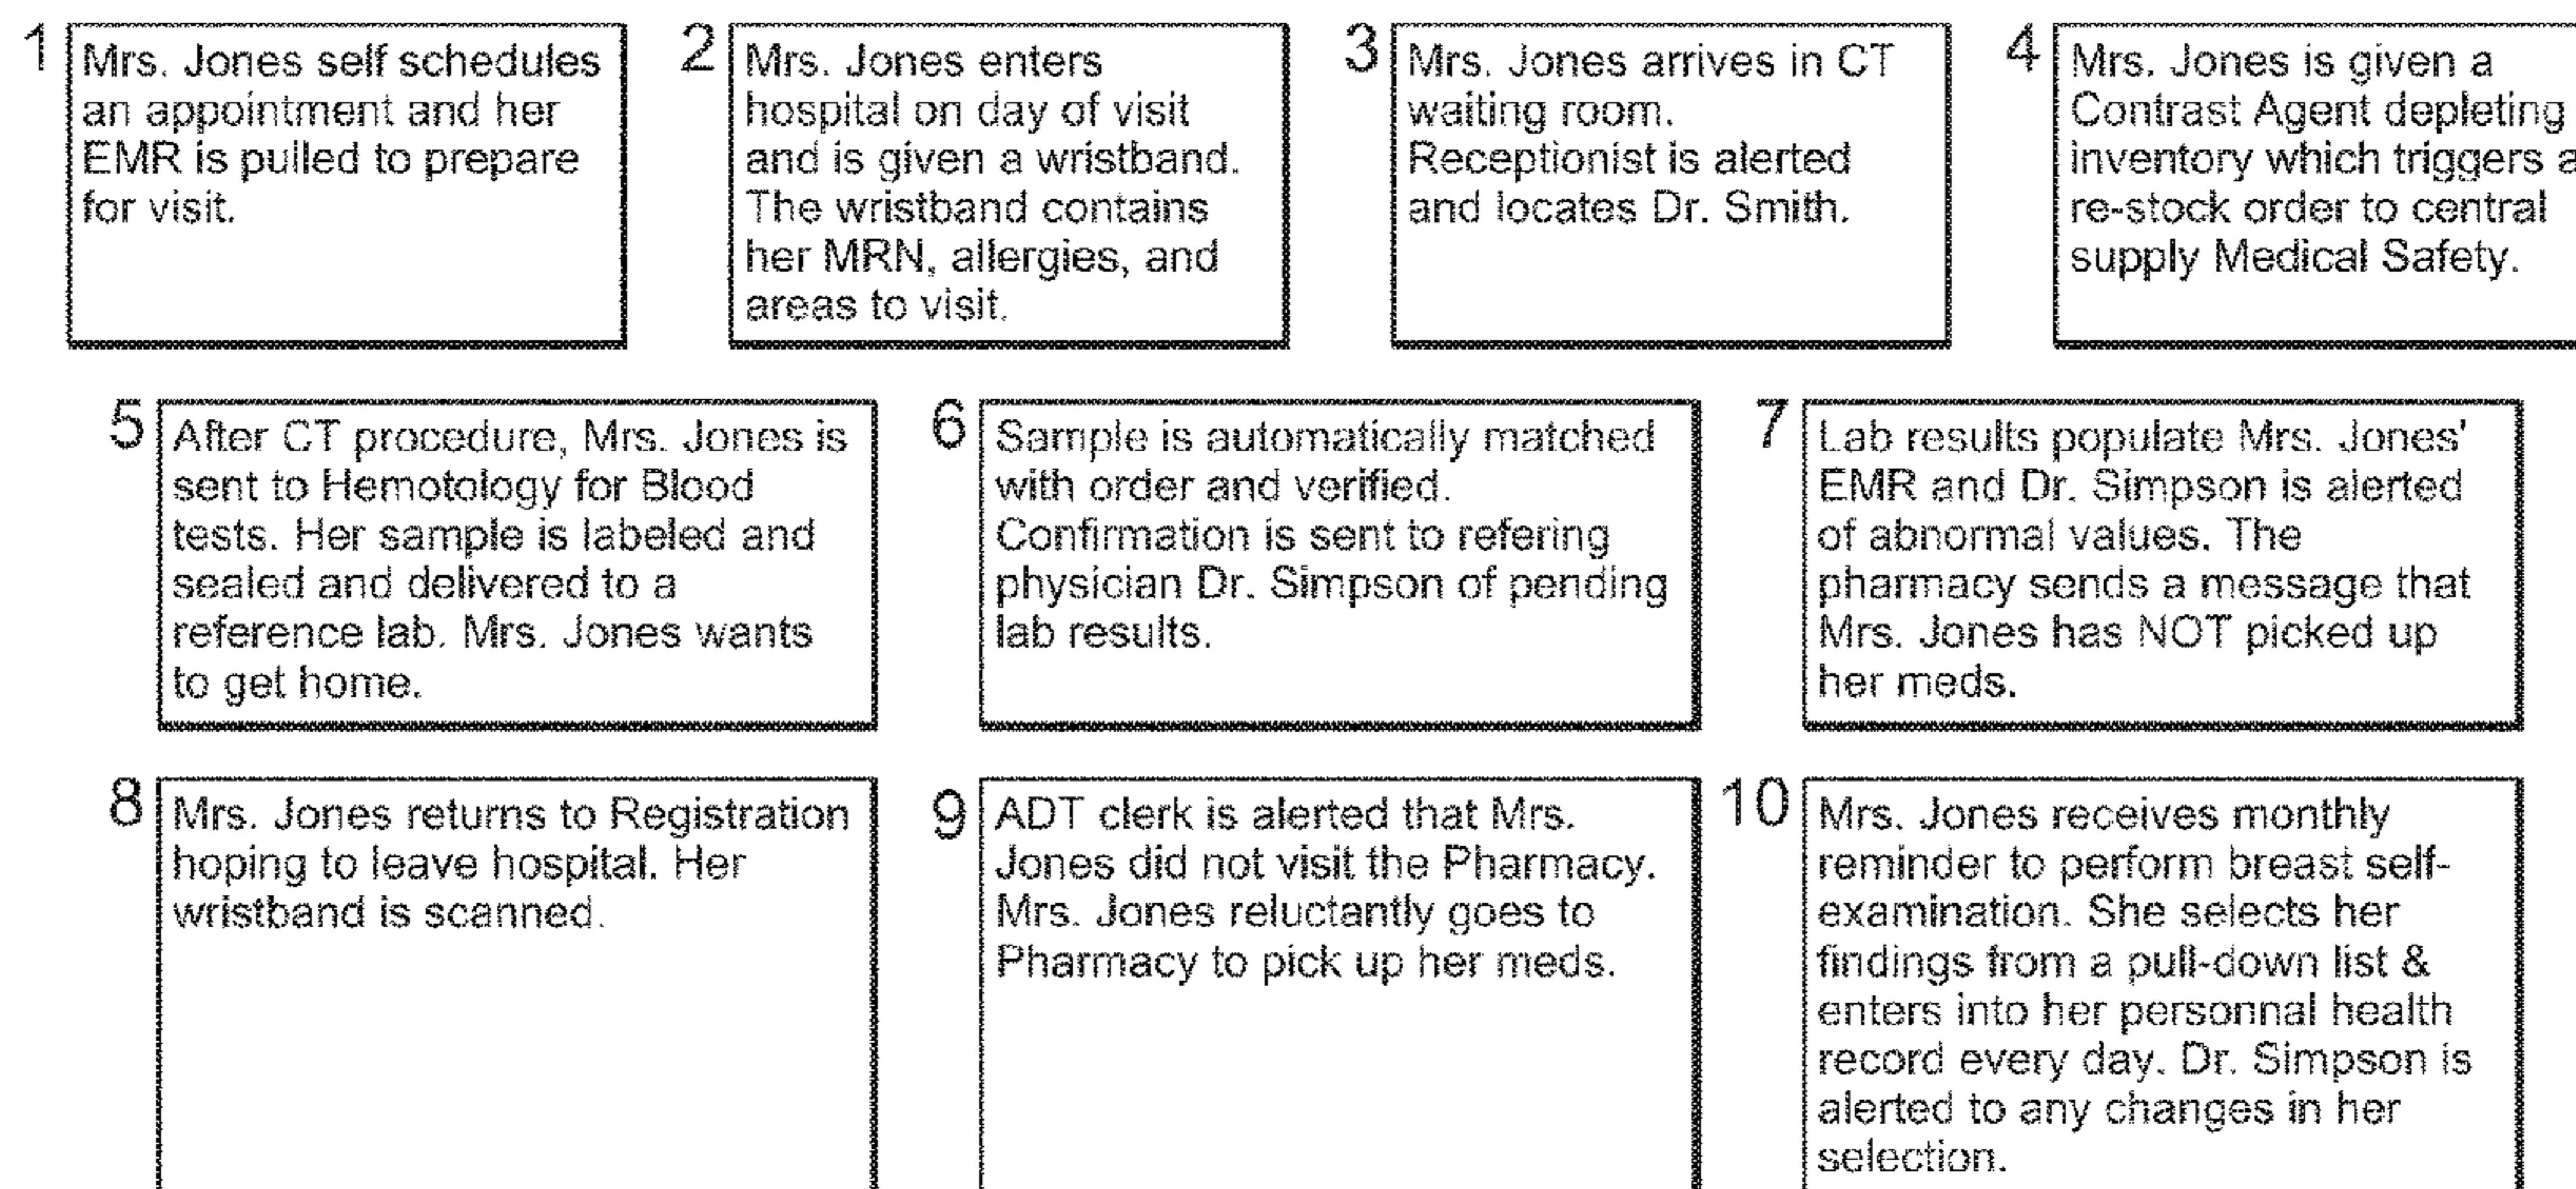 1
Mrs. Jones self schedules
an appointment and her
EMR is pulled to prepare
for visit.
2
Mrs. Jones enters
hospital on day of visit
and is given a wristband.
The wristband contains
her MRN, allergies, and
areas to visit.
3
Mrs. Jones arrives in CT
waiting room.
Receptionist is alerted
and locates Dr. Smith.
4
Mrs. Jones is given a
Contrast Agent depleting
inventory which triggers a
re-stock order to central
supply Medical Safety.
5
After CT procedure, Mrs. Jones is
sent to Hemotology for Blood
tests. Her sample is labeled and
sealed and delivered to a
reference lab. Mrs. Jones wants
to get home.
6
Sample is automatically matched
with order and verified.
Confirmation is sent to refering
physician Dr. Simpson of pending
lab results.
7
Lab results populate Mrs. Jones'
EMR and Dr. Simpson is alerted
of abnormal values. The
pharmacy sends a message that
Mrs. Jones has NOT picked up
her meds.
8
Mrs. Jones returns to Registration
hoping to leave hospital. Her
wristband is scanned.
9
ADT clerk is alerted that Mrs.
Jones did not visit the Pharmacy.
Mrs. Jones reluctantly goes to
Pharmacy to pick up her meds.
10
Mrs. Jones receives monthly
reminder to perform breast self-
examination. She selects her
findings from a pull-down list &
enters into her personnal health
record every day. Dr. Simpson is
alerted to any changes in her
selection.